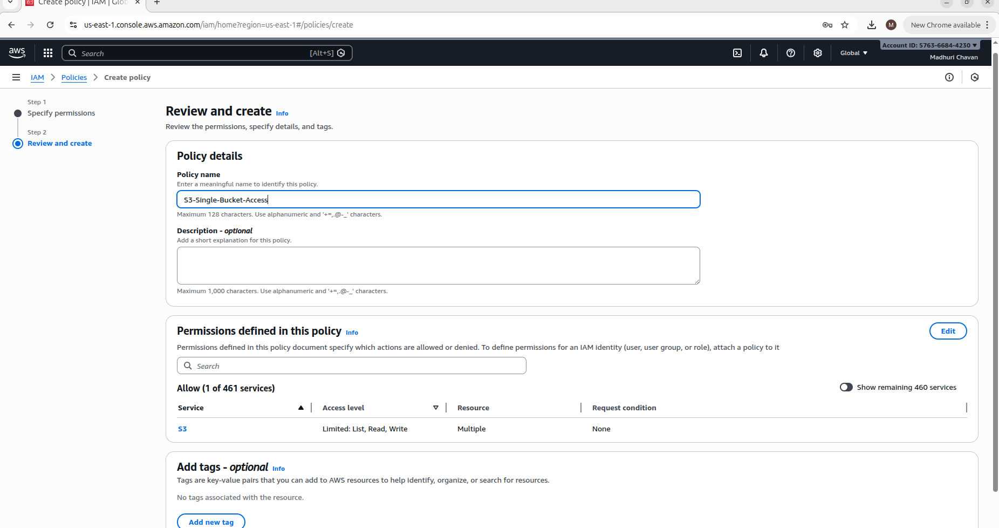 Create policy | IAM | Glob
us-east-1.console.aws.amazon.com/iam/home?region=us-east-1#/policies/create
M
New Chrome available
aws
Search
[Alt+S]
Global
Account ID: 5763-6684-4230
Madhuri Chavan
IAM
Policies
Create policy
Step 1
Specify permissions
Step 2
Review and create
Review and create Info
Review the permissions, specify details, and tags.
Policy details
Policy name
Enter a meaningful name to identify this policy.
S3-Single-Bucket-Access
Maximum 128 characters. Use alphanumeric and '+=,.@-_' characters.
Description - optional
Add a short explanation for this policy.
Maximum 1,000 characters. Use alphanumeric and '+=,.@-_' characters.
Permissions defined in this policy Info
Edit
Permissions defined in this policy document specify which actions are allowed or denied. To define permissions for an IAM identity (user, user group, or role), attach a policy to it
Search
Allow (1 of 461 services)
Show remaining 460 services
Service Access level Resource Request condition
S3 Limited: List, Read, Write Multiple None
Add tags - optional Info
Tags are key-value pairs that you can add to AWS resources to help identify, organize, or search for resources.
No tags associated with the resource.
Add new tag